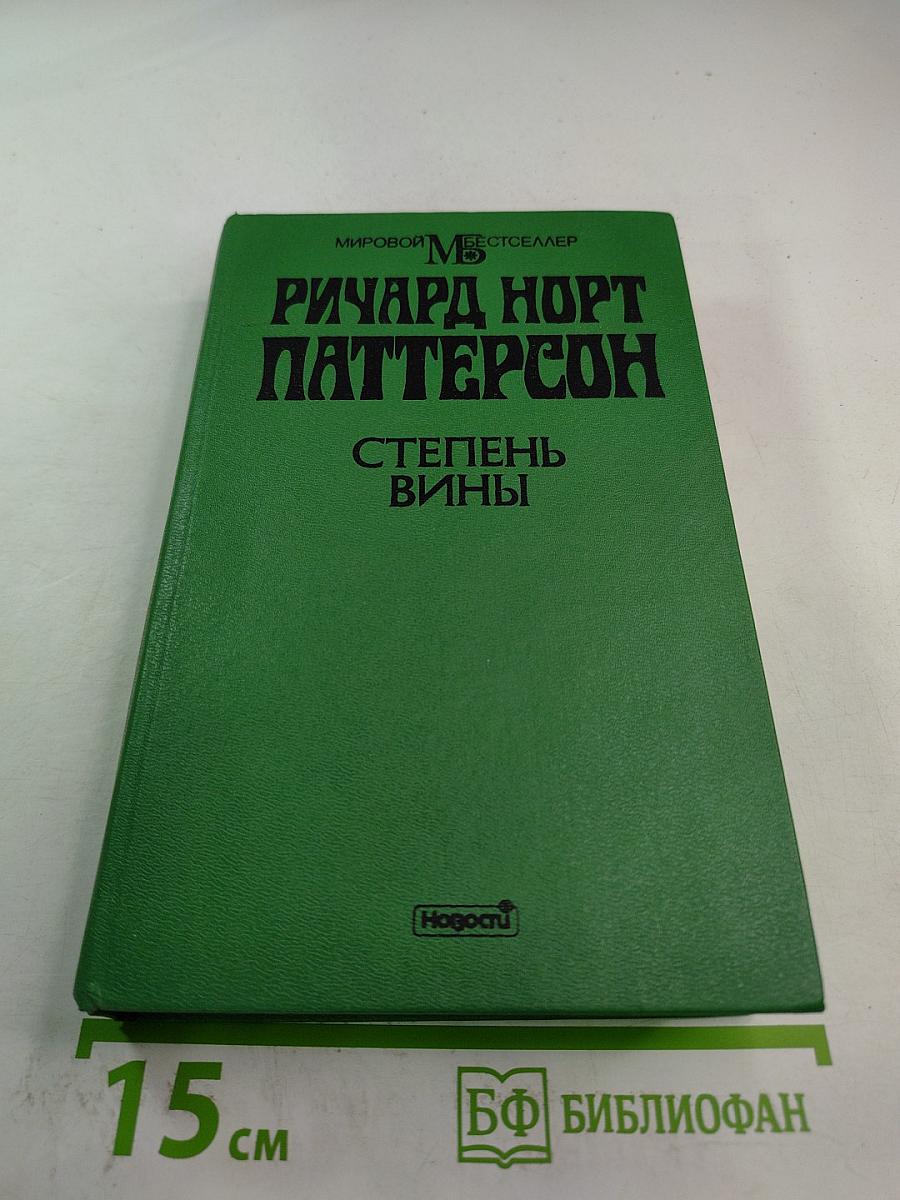 МИРОВОЙ МБ БЕСТСЕЛЛЕР
РИЧАРД НОРТ
ПАТТЕРСОН
СТЕПЕНЬ
ВИНЫ
Новости
15 см
БФ БИБЛИОФАН